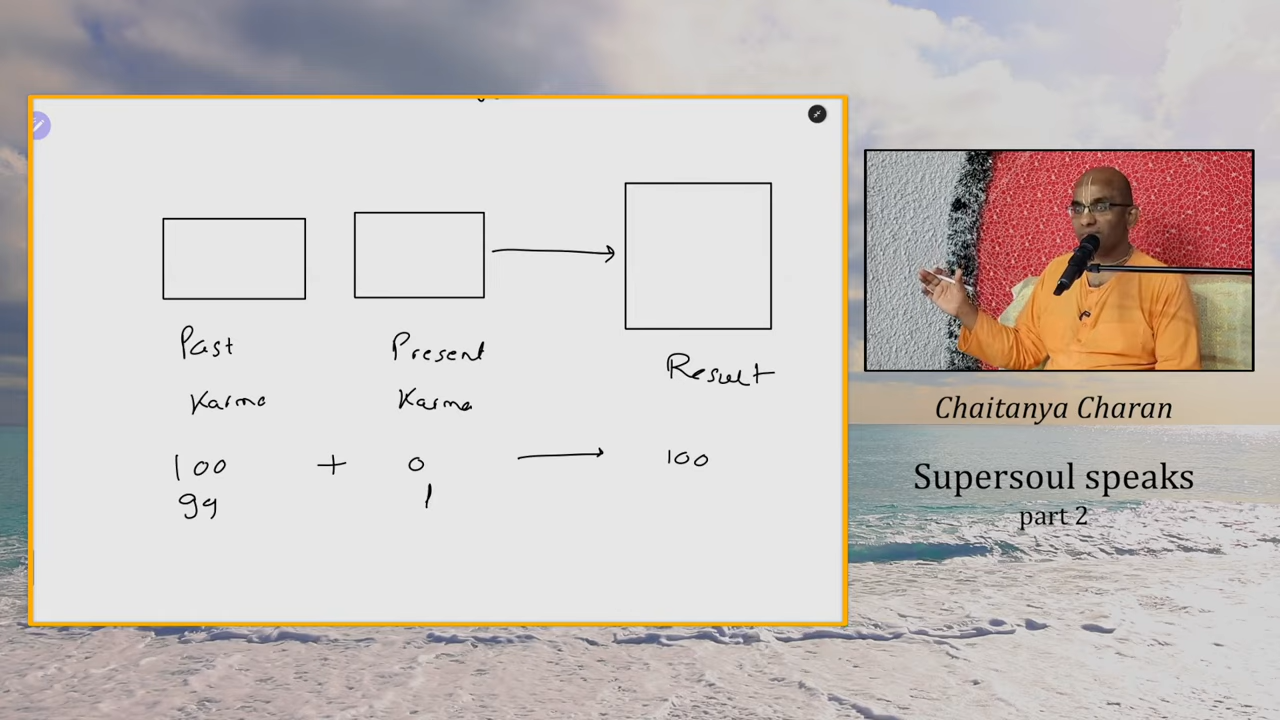 Past
Present
Result
Karma
Karma
100 + 0 → 100
99 1
Chaitanya Charan
Supersoul speaks
part 2